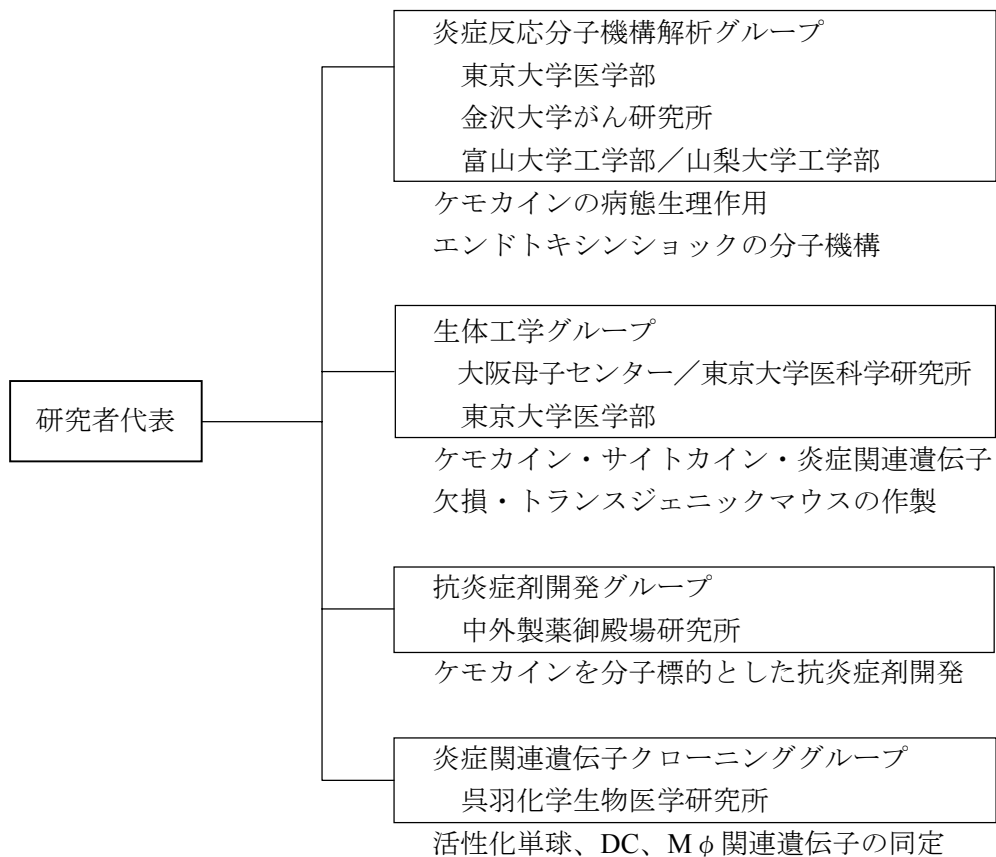 炎症反応分子機構解析グループ
東京大学医学部
金沢大学がん研究所
富山大学工学部／山梨大学工学部
ケモカインの病態生理作用
エンドトキシンショックの分子機構
生体工学グループ
大阪母子センター／東京大学医科学研究所
東京大学医学部
研究者代表
ケモカイン・サイトカイン・炎症関連遺伝子
欠損・トランスジェニックマウスの作製
抗炎症剤開発グループ
中外製薬御殿場研究所
ケモカインを分子標的とした抗炎症剤開発
炎症関連遺伝子クローニンググループ
呉羽化学生物医学研究所
活性化単球、DC、Mφ関連遺伝子の同定